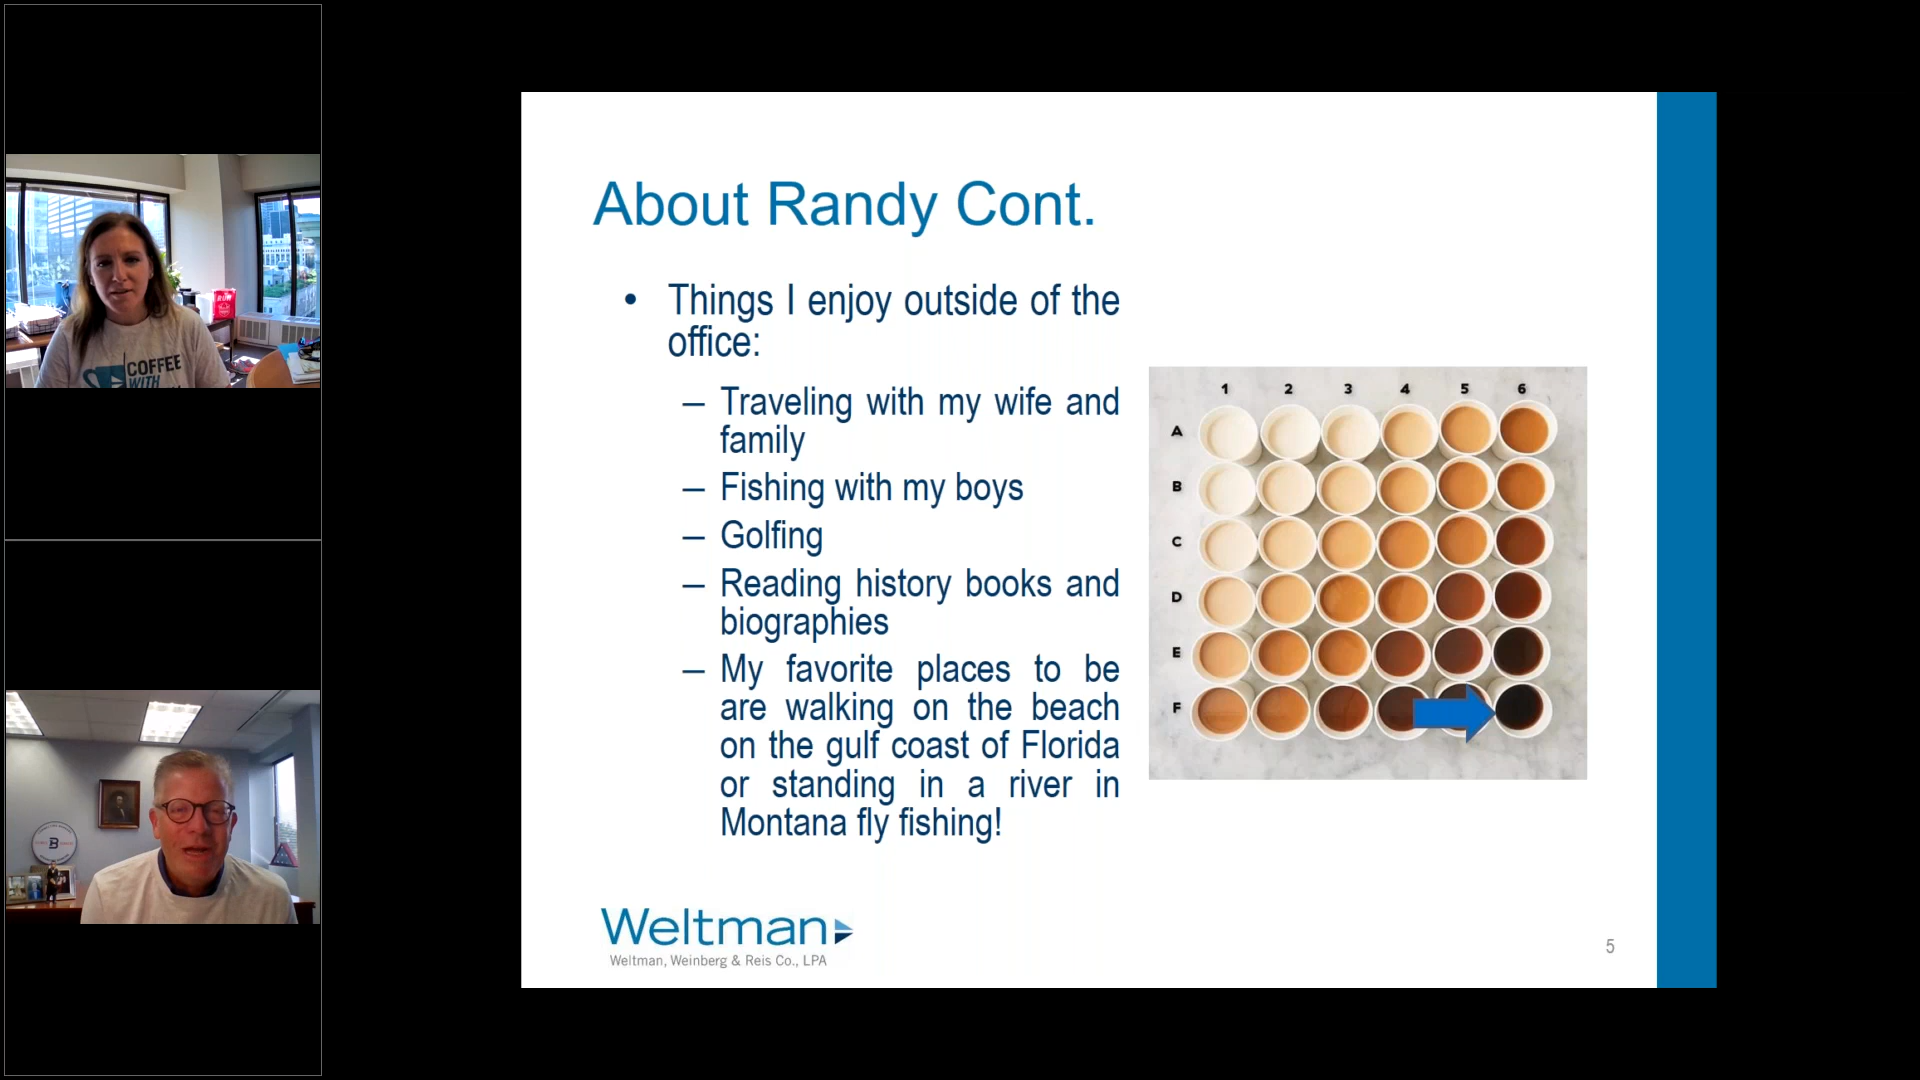 COFFEE
WITH
About Randy Cont.
• Things I enjoy outside of the
office:
– Traveling with my wife and
family
– Fishing with my boys
– Golfing
– Reading history books and
biographies
– My favorite places to be
are walking on the beach
on the gulf coast of Florida
or standing in a river in
Montana fly fishing!
1 2 3 4 5 6
A
B
C
D
E
F
Weltman
Weltman, Weinberg & Reis Co., LPA
5